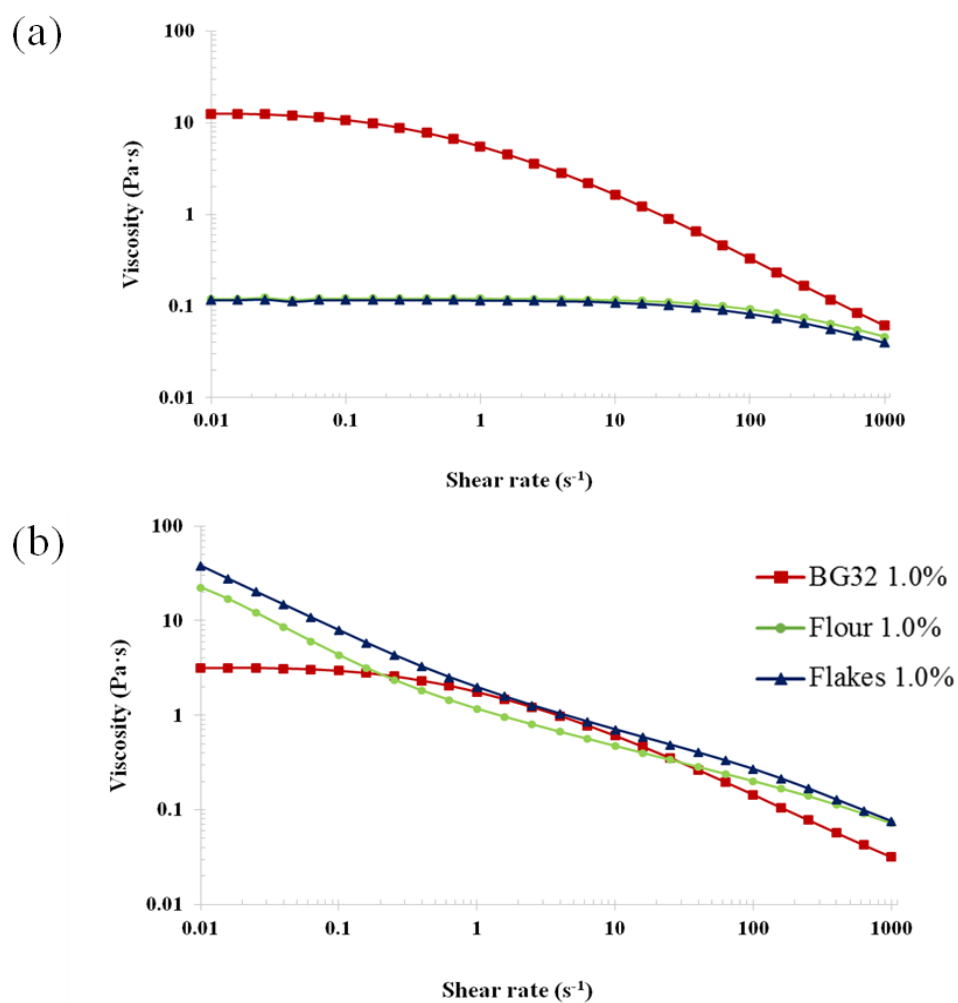 (a)
100
10
1
0.1
0.01
Viscosity (Pa·s)
0.01 0.1 1 10 100 1000
Shear rate (s⁻¹)
(b)
100
10
1
0.1
0.01
Viscosity (Pa·s)
0.01 0.1 1 10 100 1000
Shear rate (s⁻¹)
BG32 1.0%
Flour 1.0%
Flakes 1.0%